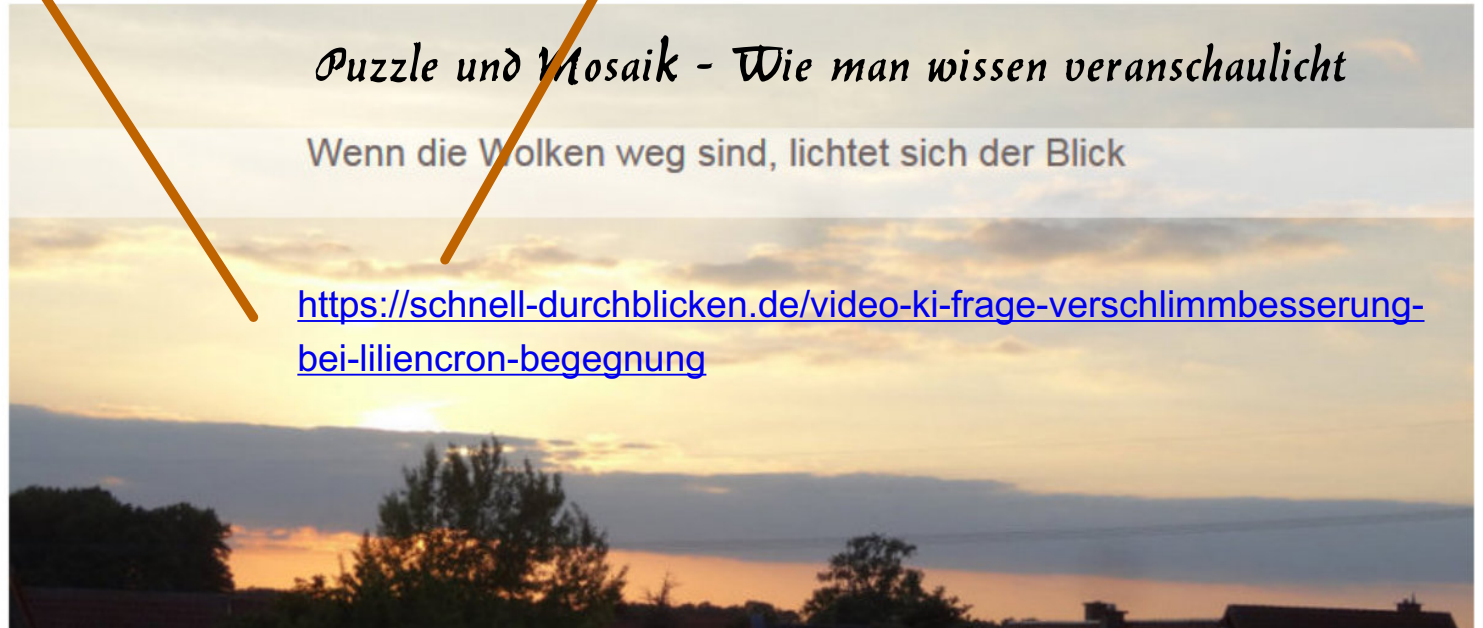 Puzzle und Mosaik - Wie man wissen veranschaulicht
Wenn die Wolken weg sind, lichtet sich der Blick
https://schnell-durchblicken.de/video-ki-frage-verschlimmbesserung-
bei-liliencron-begegnung